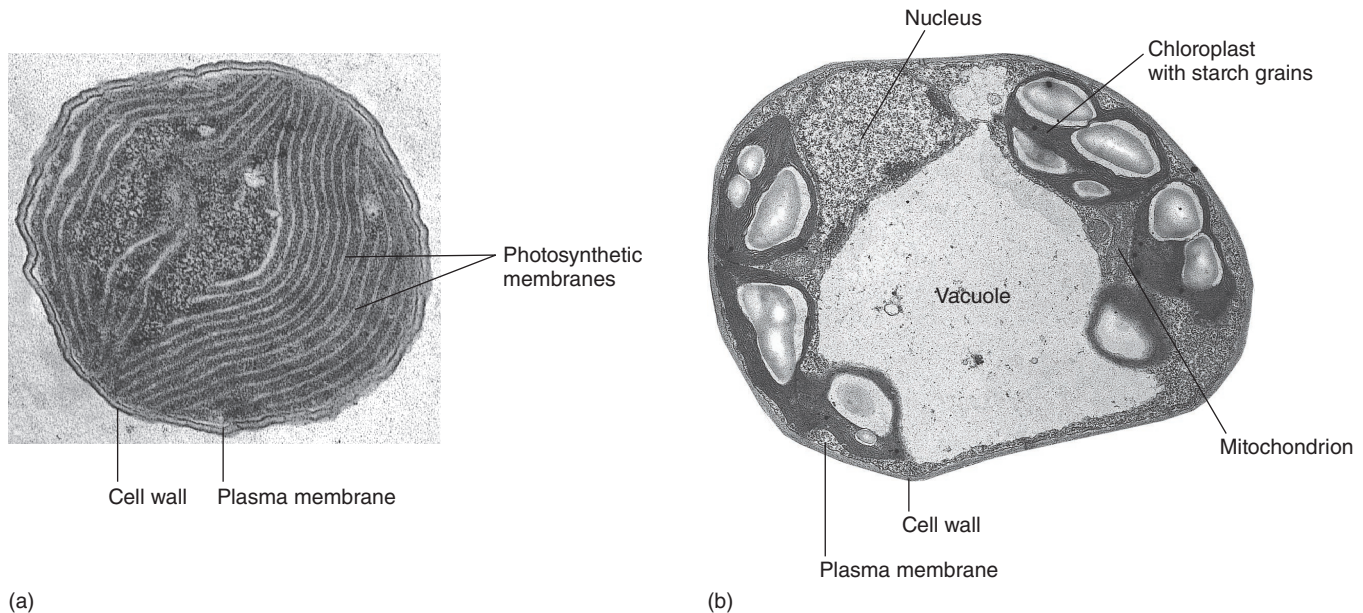 Photosynthetic
membranes
Cell wall
Plasma membrane
(a)
Nucleus
Chloroplast
with starch grains
Vacuole
Mitochondrion
Cell wall
Plasma membrane
(b)